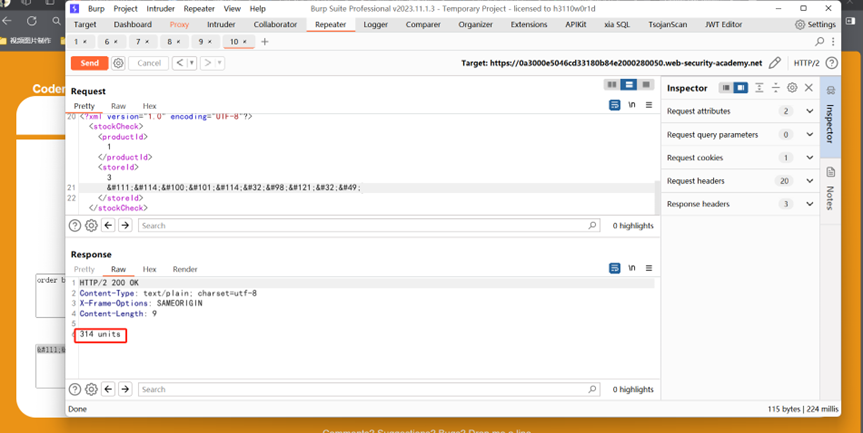 Burp Project Intruder Repeater View Help Burp Suite Professional v2023.11.1.3 - Temporary Project - licensed to h3110w0r1d
Target Dashboard Proxy Intruder Collaborator Repeater Logger Comparer Organizer Extensions APIKit xia SQL TsojanScan JWT Editor Settings
视频图片制作
1 × 6 × 7 × 8 × 9 × 10 × +
Send Cancel < > Target: https://0a3000e5046cd33180b84e2000280050.web-security-academy.net HTTP/2
Coder
Request
Pretty Raw Hex \n
20 <?xml version="1.0" encoding="UTF-8"?>
<stockCheck>
<productId>
1
</productId>
<storeId>
3
21 &#111;&#114;&#100;&#101;&#114;&#32;&#98;&#121;&#32;&#49;
22 </storeId>
</stockCheck>
Search 0 highlights
Inspector
Request attributes 2
Request query parameters 0
Request cookies 1
Request headers 20
Response headers 3
Inspector
Notes
Response
Pretty Raw Hex Render \n
1 HTTP/2 200 OK
2 Content-Type: text/plain; charset=utf-8
3 X-Frame-Options: SAMEORIGIN
4 Content-Length: 9
5
6 314 units
order b
&#111;&
Search 0 highlights
Done 115 bytes | 224 millis
Comments? Suggestions? Bugs? Drop me a line